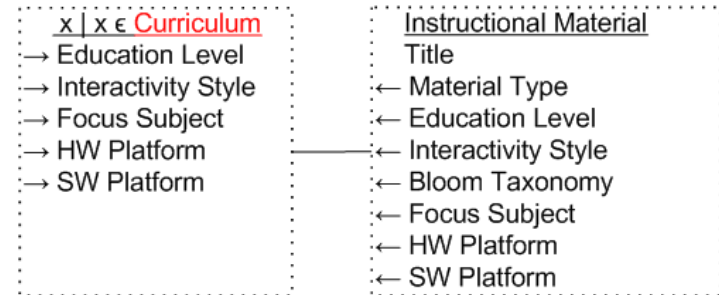 x | x ϵ Curriculum
→ Education Level
→ Interactivity Style
→ Focus Subject
→ HW Platform
→ SW Platform
Instructional Material
Title
← Material Type
← Education Level
← Interactivity Style
← Bloom Taxonomy
← Focus Subject
← HW Platform
← SW Platform